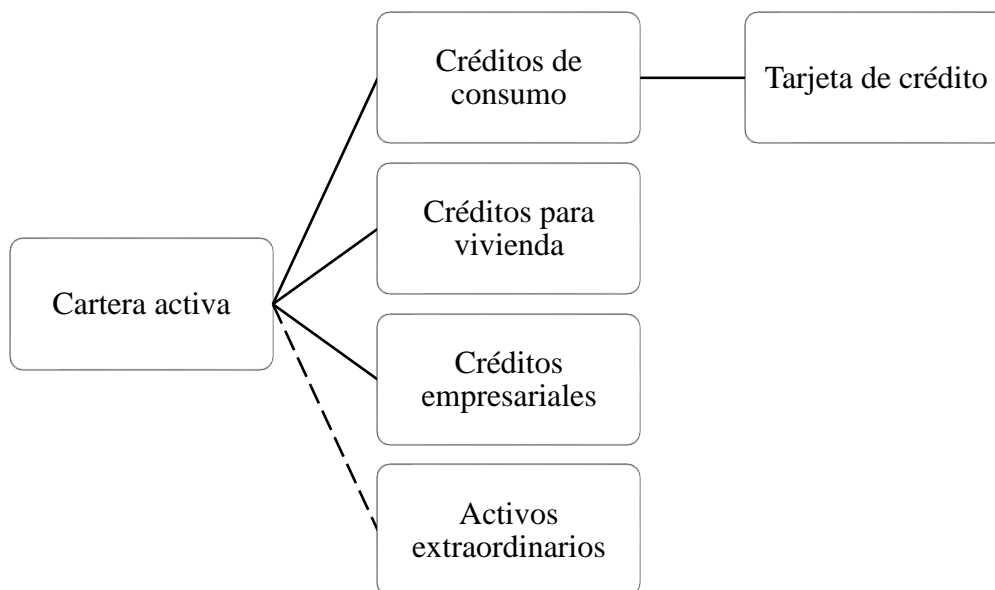 Créditos de
consumo
Tarjeta de crédito
Créditos para
vivienda
Cartera activa
Créditos
empresariales
Activos
extraordinarios